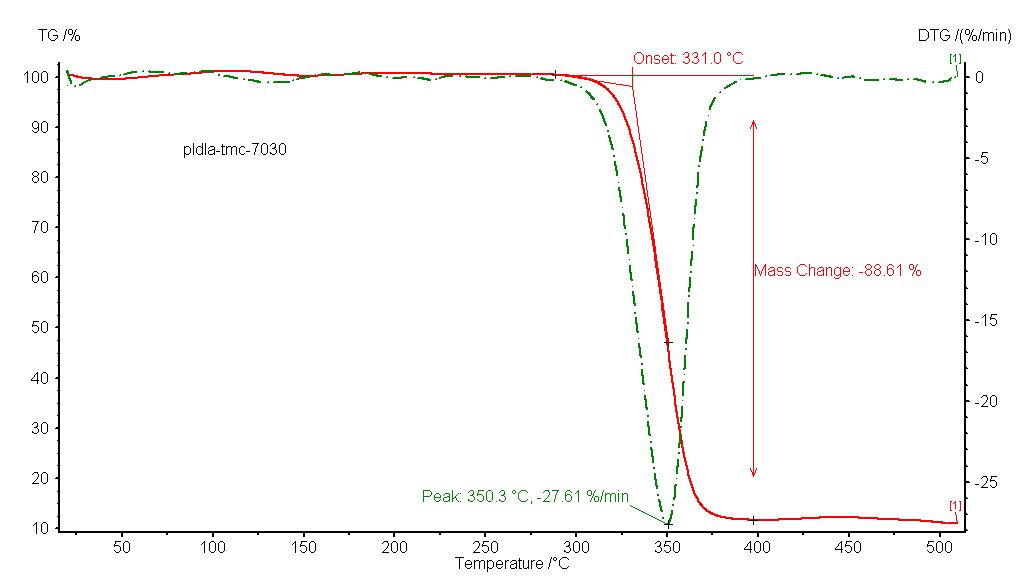 TG /%
DTG /(%/min)
[1]
Onset: 331.0 °C
100
0
90
pldla-tmc-7030
-5
80
70
-10
Mass Change: -88.61 %
60
-15
50
40
-20
30
-25
20
Peak: 350.3 °C, -27.61 %/min
[1]
10
50 100 150 200 250 300 350 400 450 500
Temperature /°C